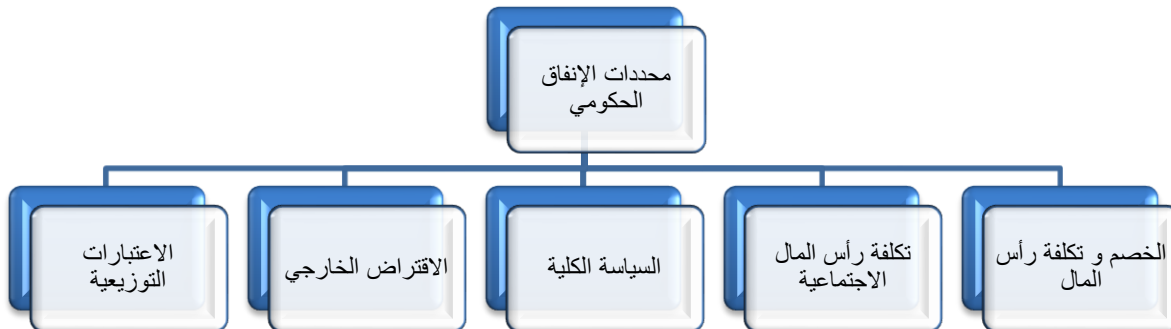 محددات الإنفاق
الحكومي
الخصم و تكلفة رأس
المال
تكلفة رأس المال
الاجتماعية
السياسة الكلية
الاقتراض الخارجي
الاعتبارات
التوزيعية